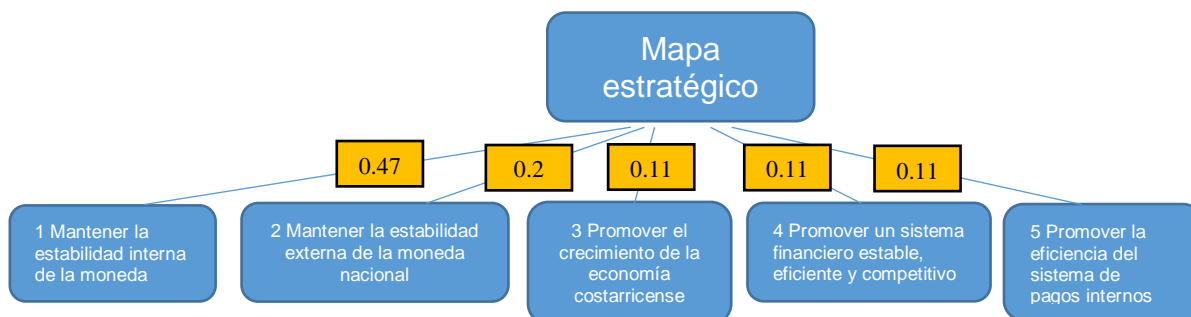 Mapa
estratégico
0.47
0.2
0.11
0.11
0.11
1 Mantener la
estabilidad interna
de la moneda
2 Mantener la estabilidad
externa de la moneda
nacional
3 Promover el
crecimiento de la
economía
costarricense
4 Promover un sistema
financiero estable,
eficiente y competitivo
5 Promover la
eficiencia del
sistema de
pagos internos